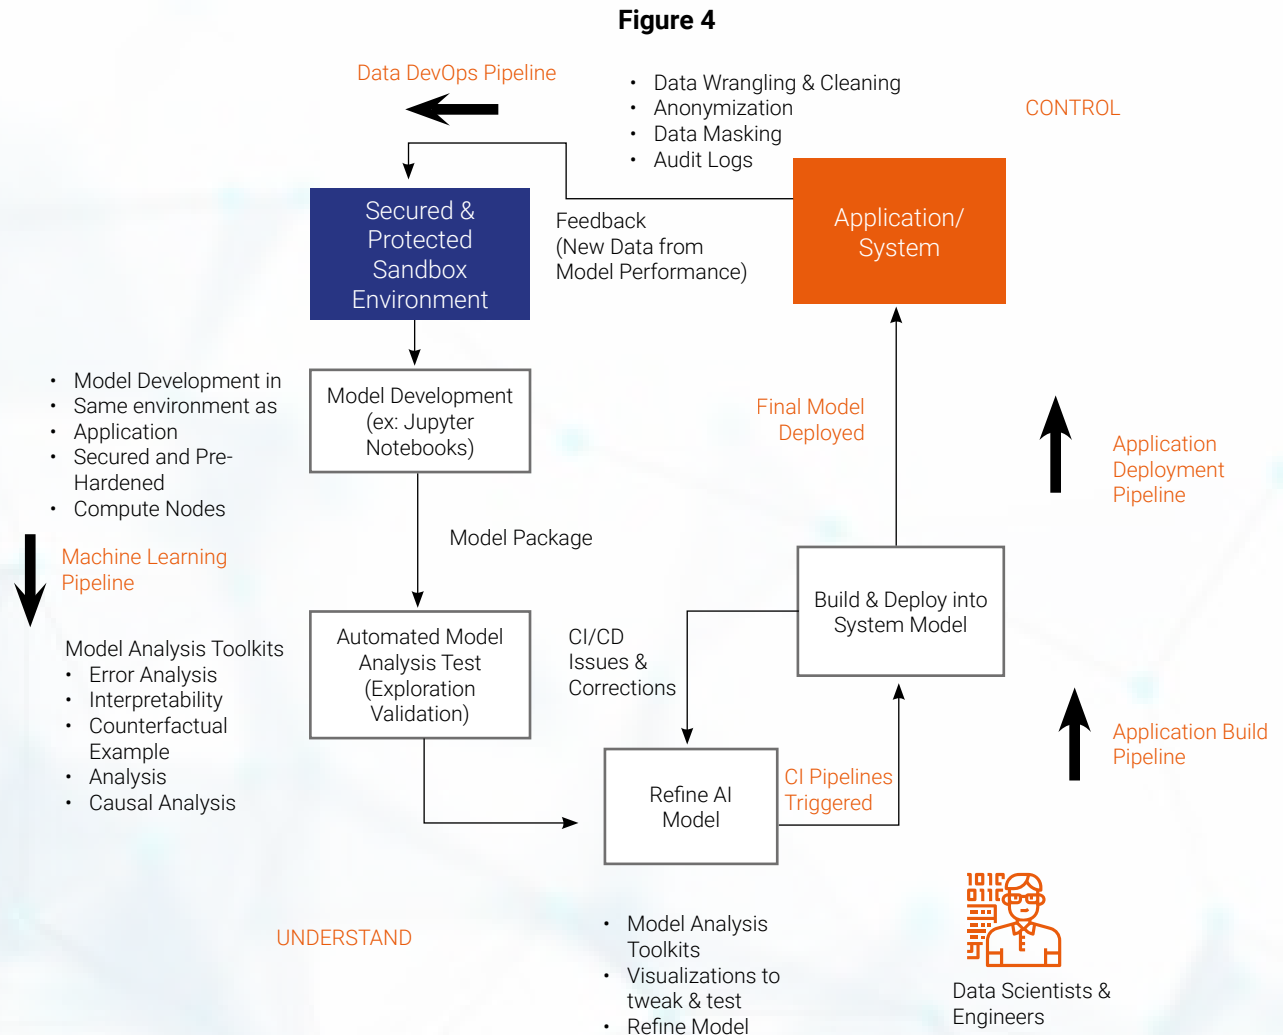 Figure 4
Data DevOps Pipeline
• Data Wrangling & Cleaning
• Anonymization
• Data Masking
• Audit Logs
CONTROL
Secured &
Protected
Sandbox
Environment
Feedback
(New Data from
Model Performance)
Application/
System
• Model Development in
• Same environment as
• Application
• Secured and Pre-
Hardened
• Compute Nodes
Model Development
(ex: Jupyter
Notebooks)
Final Model
Deployed
Application
Deployment
Pipeline
Machine Learning
Pipeline
Model Package
Build & Deploy into
System Model
Model Analysis Toolkits
• Error Analysis
• Interpretability
• Counterfactual
Example
• Analysis
• Causal Analysis
Automated Model
Analysis Test
(Exploration
Validation)
CI/CD
Issues &
Corrections
Application Build
Pipeline
Refine AI
Model
CI Pipelines
Triggered
UNDERSTAND
• Model Analysis
Toolkits
• Visualizations to
tweak & test
• Refine Model
101C
011C
Data Scientists &
Engineers